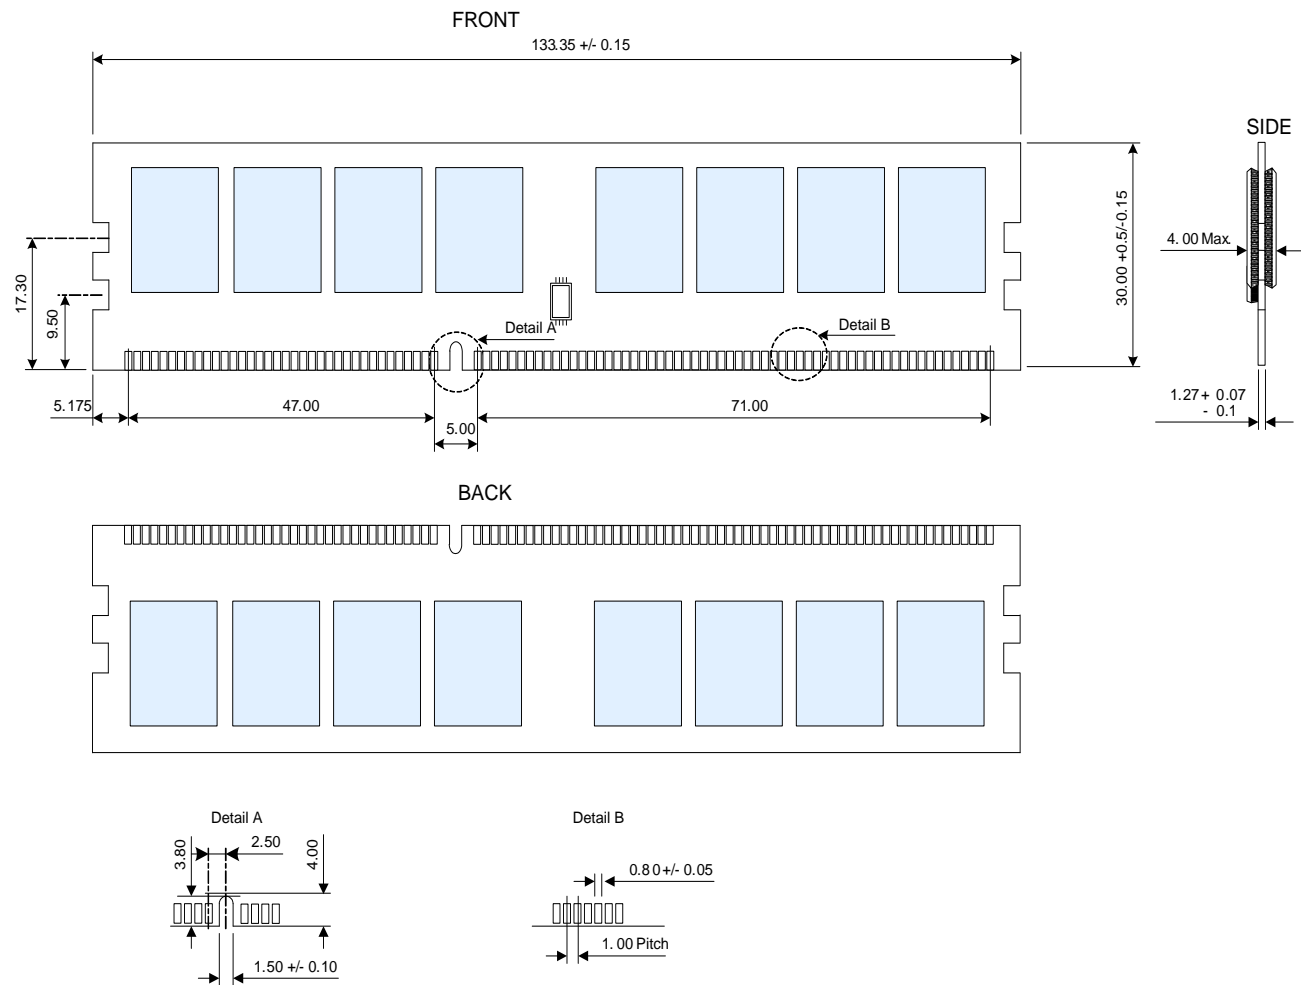 FRONT
133.35 +/- 0.15
SIDE
30.00 +0.5/-0.15
4.00 Max.
17.30
9.50
Detail A
Detail B
5.175
47.00
5.00
71.00
1.27+ 0.07
- 0.1
BACK
Detail A
3.80
2.50
4.00
1.50 +/- 0.10
Detail B
0.80+/- 0.05
1.00 Pitch